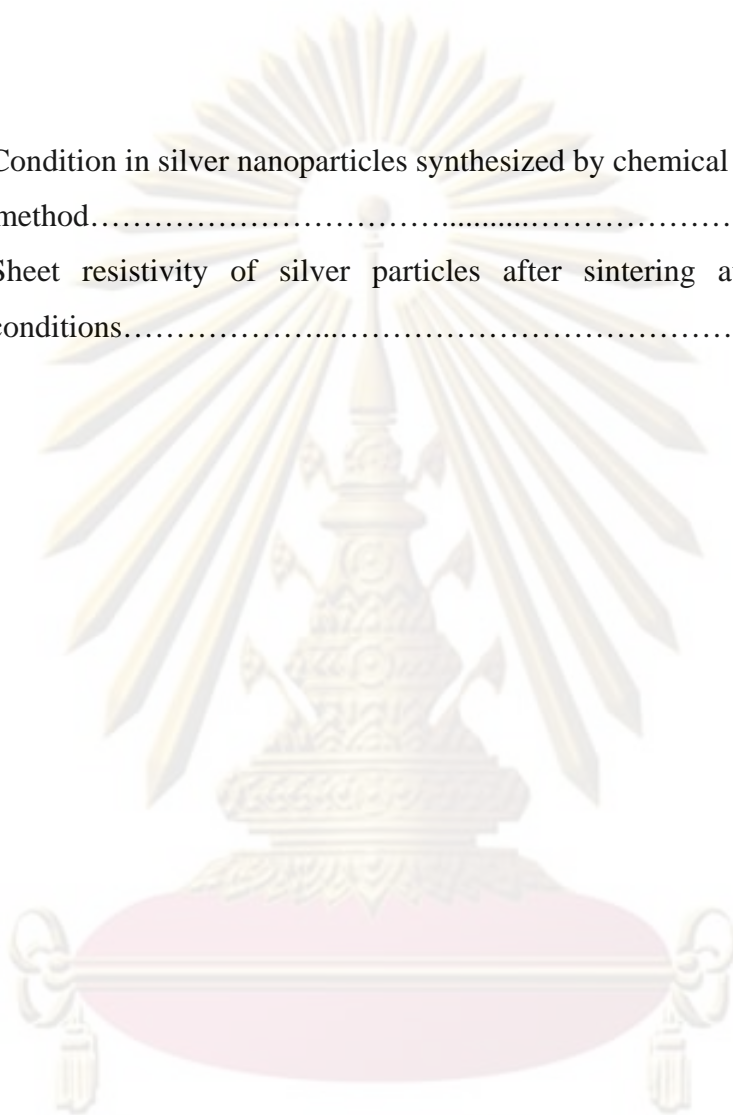 Condition in silver nanoparticles synthesized by chemical
method……………………………...........…………………
Sheet resistivity of silver particles after sintering a
conditions………………...…………………………………